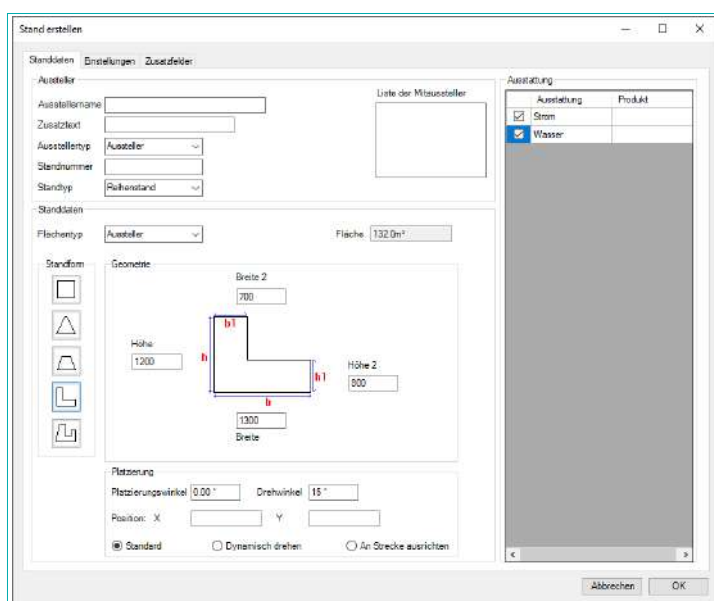 Stand erstellen
Standdaten Einstellungen Zusatzfelder
Aussteller
Ausstellername
Zusatztext
Ausstellertyp Aussteller
Standnummer
Standtyp Reihenstand
Liste der Mitaussteller
Ausstattung
Ausstattung Produkt
Strom
Wasser
Standdaten
Flächentyp Aussteller
Fläche 132.0m²
Standform
Geometrie
Breite 2
700
b1
Höhe
1200
h
h1
Höhe 2
800
b
1300
Breite
Platzierung
Platzierungswinkel 0.00 ° Drehwinkel 15 °
Position: X Y
Standard Dynamisch drehen An Strecke ausrichten
Abbrechen OK